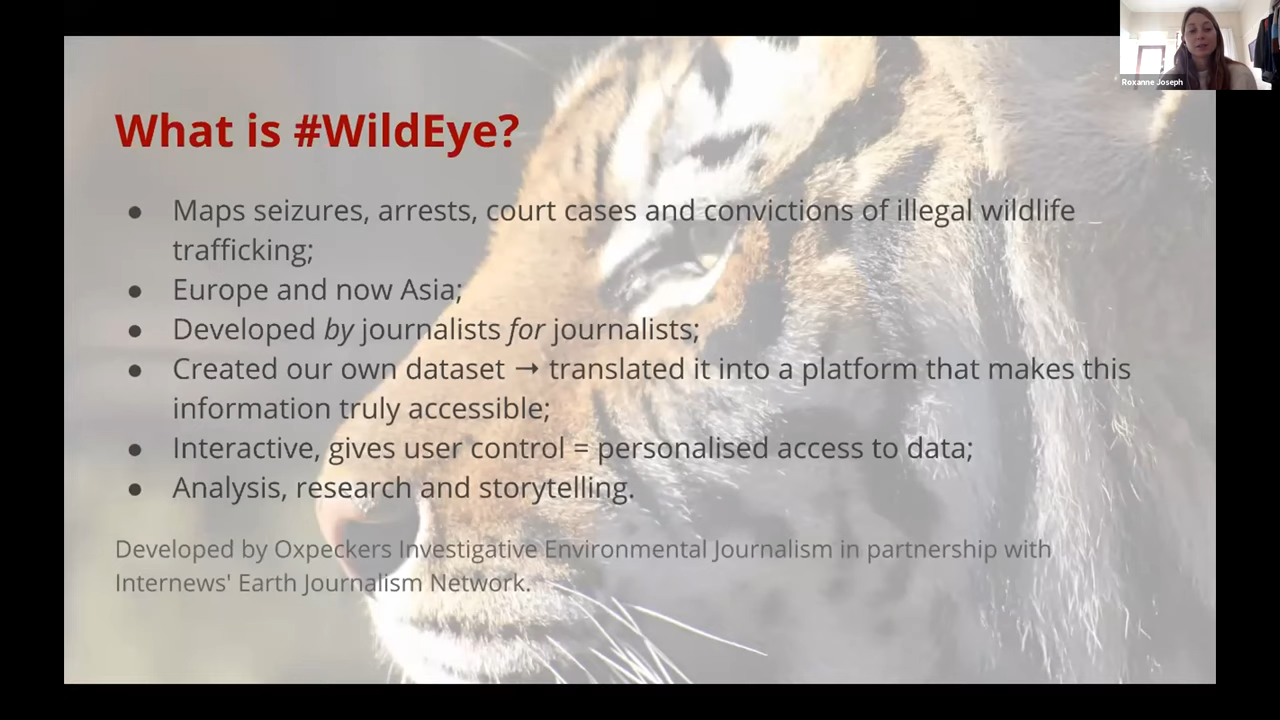 Roxanne Joseph
What is #WildEye?
● Maps seizures, arrests, court cases and convictions of illegal wildlife
trafficking;
● Europe and now Asia;
● Developed by journalists for journalists;
● Created our own dataset → translated it into a platform that makes this
information truly accessible;
● Interactive, gives user control = personalised access to data;
● Analysis, research and storytelling.
Developed by Oxpeckers Investigative Environmental Journalism in partnership with
Internews' Earth Journalism Network.